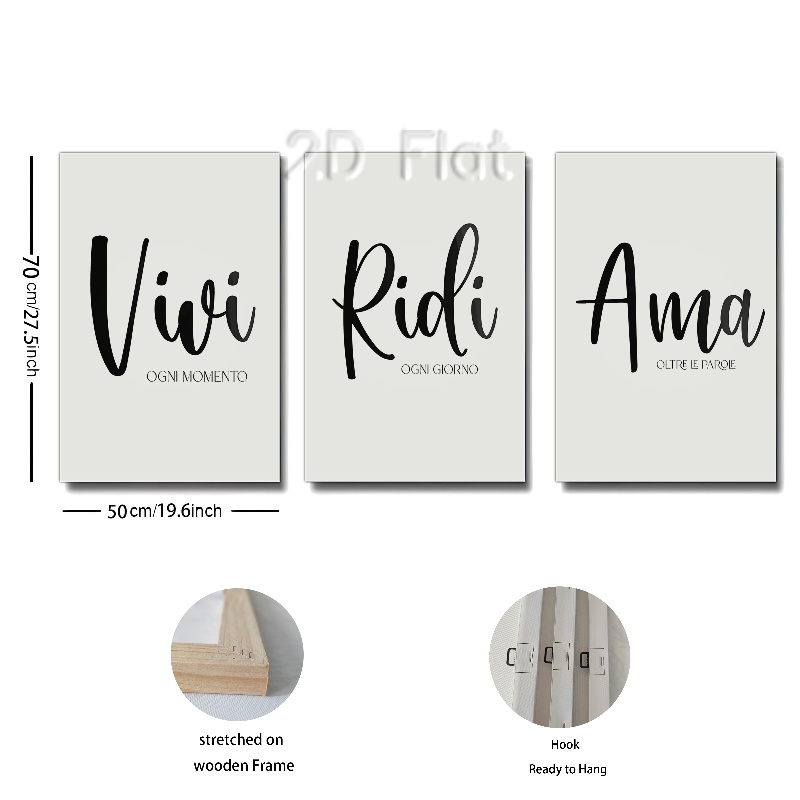 2D Flat
70 cm/27.5inch
Vivi
OGNI MOMENTO
Ridi
OGNI GIORNO
Ama
OLTRE LE PAROLE
50cm/19.6inch
stretched on
wooden Frame
Hook
Ready to Hang